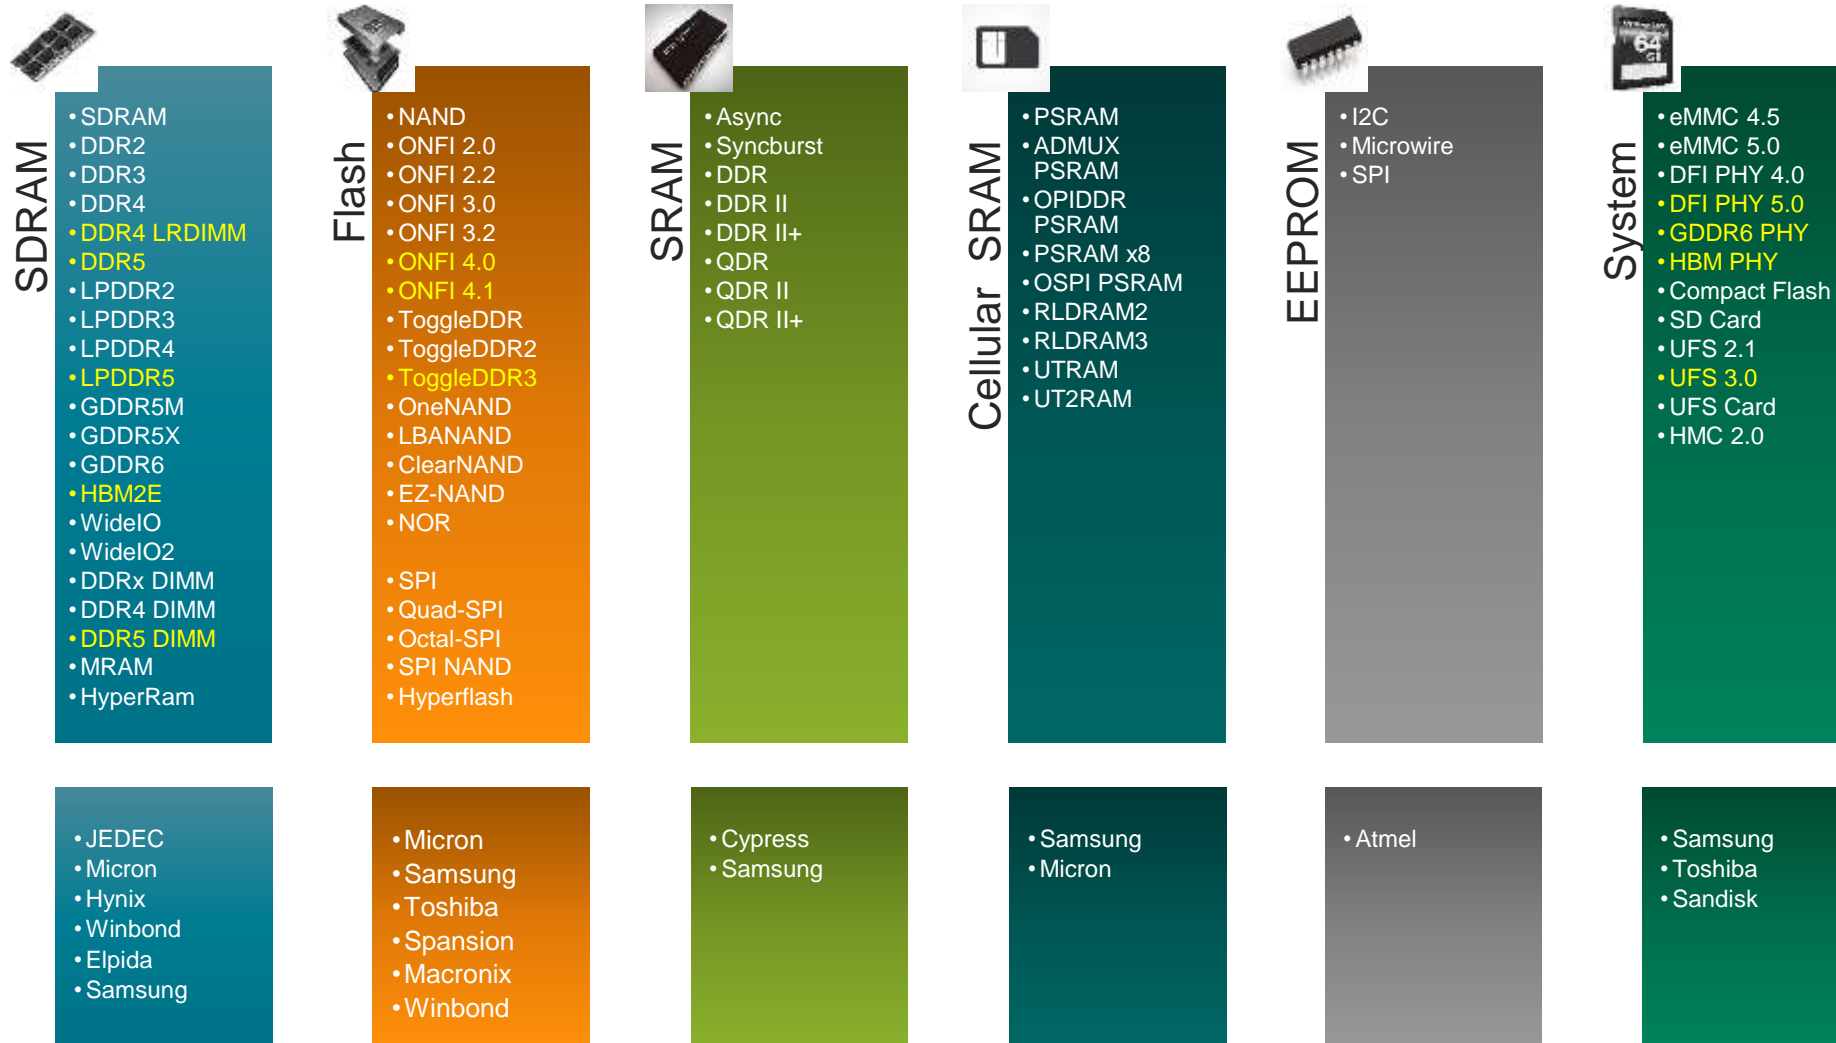 SDRAM
•SDRAM
•DDR2
•DDR3
•DDR4
•DDR4 LRDIMM
•DDR5
•LPDDR2
•LPDDR3
•LPDDR4
•LPDDR5
•GDDR5M
•GDDR5X
•GDDR6
•HBM2E
•WideIO
•WideIO2
•DDRx DIMM
•DDR4 DIMM
•DDR5 DIMM
•MRAM
•HyperRam
•JEDEC
•Micron
•Hynix
•Winbond
•Elpida
•Samsung
Flash
•NAND
•ONFI 2.0
•ONFI 2.2
•ONFI 3.0
•ONFI 3.2
•ONFI 4.0
•ONFI 4.1
•ToggleDDR
•ToggleDDR2
•ToggleDDR3
•OneNAND
•LBANAND
•ClearNAND
•EZ-NAND
•NOR
•SPI
•Quad-SPI
•Octal-SPI
•SPI NAND
•Hyperflash
•Micron
•Samsung
•Toshiba
•Spansion
•Macronix
•Winbond
SRAM
•Async
•Syncburst
•DDR
•DDR II
•DDR II+
•QDR
•QDR II
•QDR II+
•Cypress
•Samsung
Cellular SRAM
•PSRAM
•ADMUX
PSRAM
•OPIDDR
PSRAM
•PSRAM x8
•OSPI PSRAM
•RLDRAM2
•RLDRAM3
•UTRAM
•UT2RAM
•Samsung
•Micron
EEPROM
•I2C
•Microwire
•SPI
•Atmel
System
64
•eMMC 4.5
•eMMC 5.0
•DFI PHY 4.0
•DFI PHY 5.0
•GDDR6 PHY
•HBM PHY
•Compact Flash
•SD Card
•UFS 2.1
•UFS 3.0
•UFS Card
•HMC 2.0
•Samsung
•Toshiba
•Sandisk